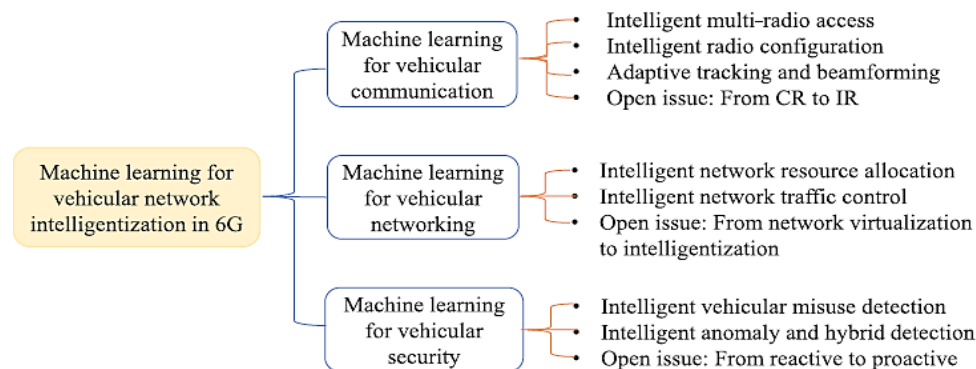 Machine learning for
vehicular network
intelligentization in 6G
Machine learning
for vehicular
communication
• Intelligent multi-radio access
• Intelligent radio configuration
• Adaptive tracking and beamforming
• Open issue: From CR to IR
Machine learning
for vehicular
networking
• Intelligent network resource allocation
• Intelligent network traffic control
• Open issue: From network virtualization
to intelligentization
Machine learning
for vehicular
security
• Intelligent vehicular misuse detection
• Intelligent anomaly and hybrid detection
• Open issue: From reactive to proactive